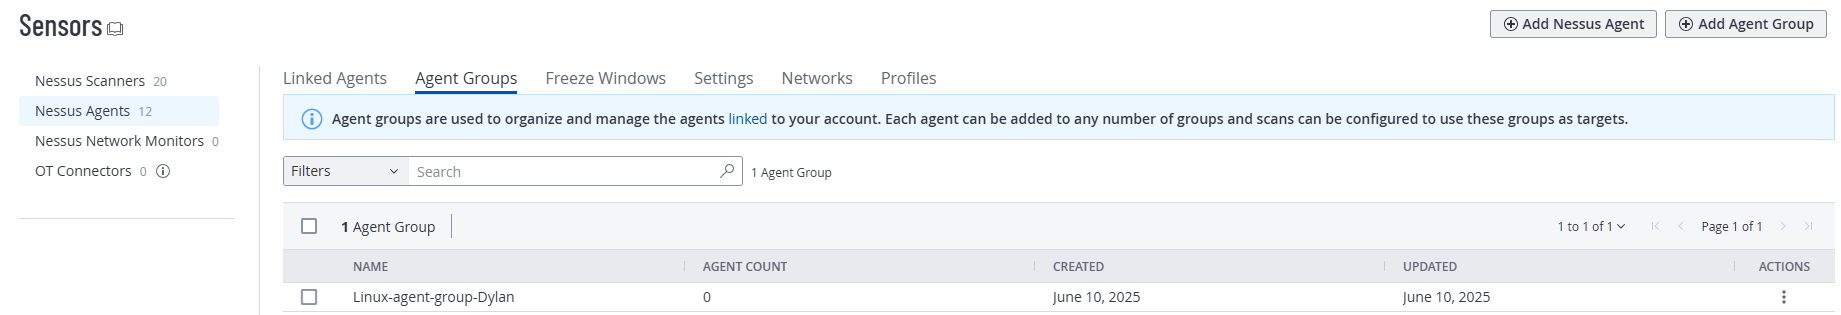 Sensors
Add Nessus Agent
Add Agent Group
Nessus Scanners 20
Nessus Agents 12
Nessus Network Monitors 0
OT Connectors 0
Linked Agents Agent Groups Freeze Windows Settings Networks Profiles
Agent groups are used to organize and manage the agents linked to your account. Each agent can be added to any number of groups and scans can be configured to use these groups as targets.
Filters Search 1 Agent Group
1 Agent Group 1 to 1 of 1 Page 1 of 1
NAME AGENT COUNT CREATED UPDATED ACTIONS
Linux-agent-group-Dylan 0 June 10, 2025 June 10, 2025